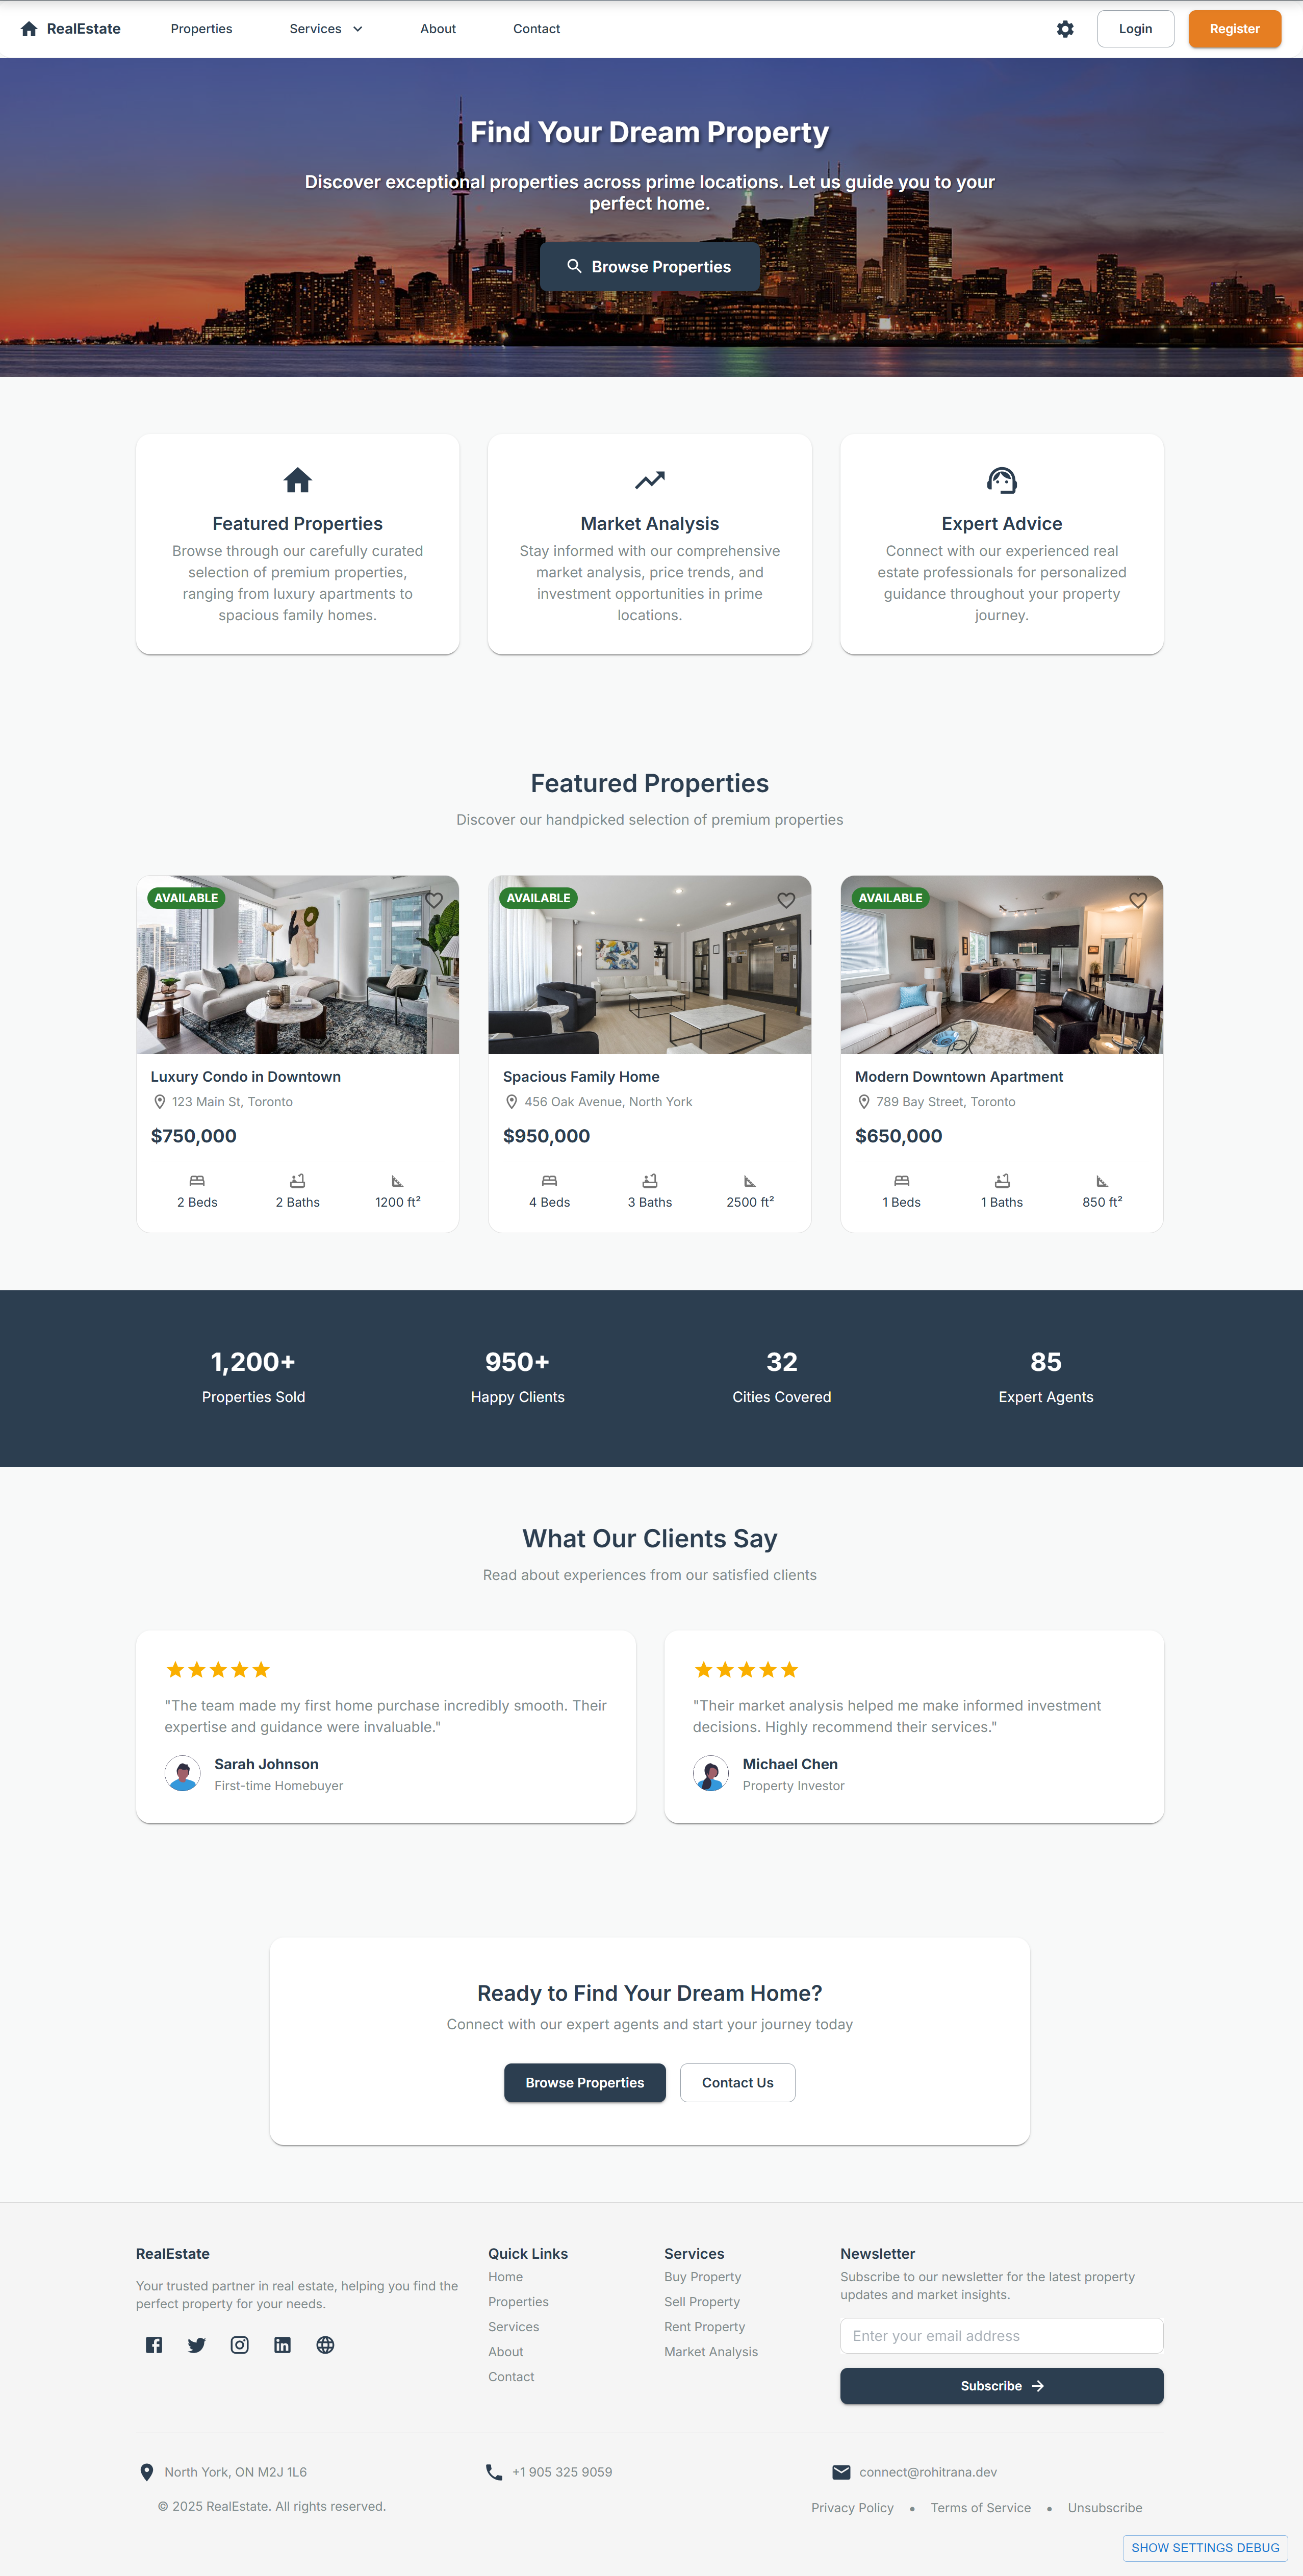 RealEstate
Properties
Services
About
Contact
Login
Register
Find Your Dream Property
Discover exceptional properties across prime locations. Let us guide you to your
perfect home.
Browse Properties
Featured Properties
Browse through our carefully curated
selection of premium properties,
ranging from luxury apartments to
spacious family homes.
Market Analysis
Stay informed with our comprehensive
market analysis, price trends, and
investment opportunities in prime
locations.
Expert Advice
Connect with our experienced real
estate professionals for personalized
guidance throughout your property
journey.
Featured Properties
Discover our handpicked selection of premium properties
AVAILABLE
Luxury Condo in Downtown
123 Main St, Toronto
$750,000
2 Beds
2 Baths
1200 ft²
AVAILABLE
Spacious Family Home
456 Oak Avenue, North York
$950,000
4 Beds
3 Baths
2500 ft²
AVAILABLE
Modern Downtown Apartment
789 Bay Street, Toronto
$650,000
1 Beds
1 Baths
850 ft²
1,200+
Properties Sold
950+
Happy Clients
32
Cities Covered
85
Expert Agents
What Our Clients Say
Read about experiences from our satisfied clients
"The team made my first home purchase incredibly smooth. Their
expertise and guidance were invaluable."
Sarah Johnson
First-time Homebuyer
"Their market analysis helped me make informed investment
decisions. Highly recommend their services."
Michael Chen
Property Investor
Ready to Find Your Dream Home?
Connect with our expert agents and start your journey today
Browse Properties
Contact Us
RealEstate
Your trusted partner in real estate, helping you find the
perfect property for your needs.
Quick Links
Home
Properties
Services
About
Contact
Services
Buy Property
Sell Property
Rent Property
Market Analysis
Newsletter
Subscribe to our newsletter for the latest property
updates and market insights.
Enter your email address
Subscribe
North York, ON M2J 1L6
+1 905 325 9059
connect@rohitrana.dev
© 2025 RealEstate. All rights reserved.
Privacy Policy • Terms of Service • Unsubscribe
SHOW SETTINGS DEBUG